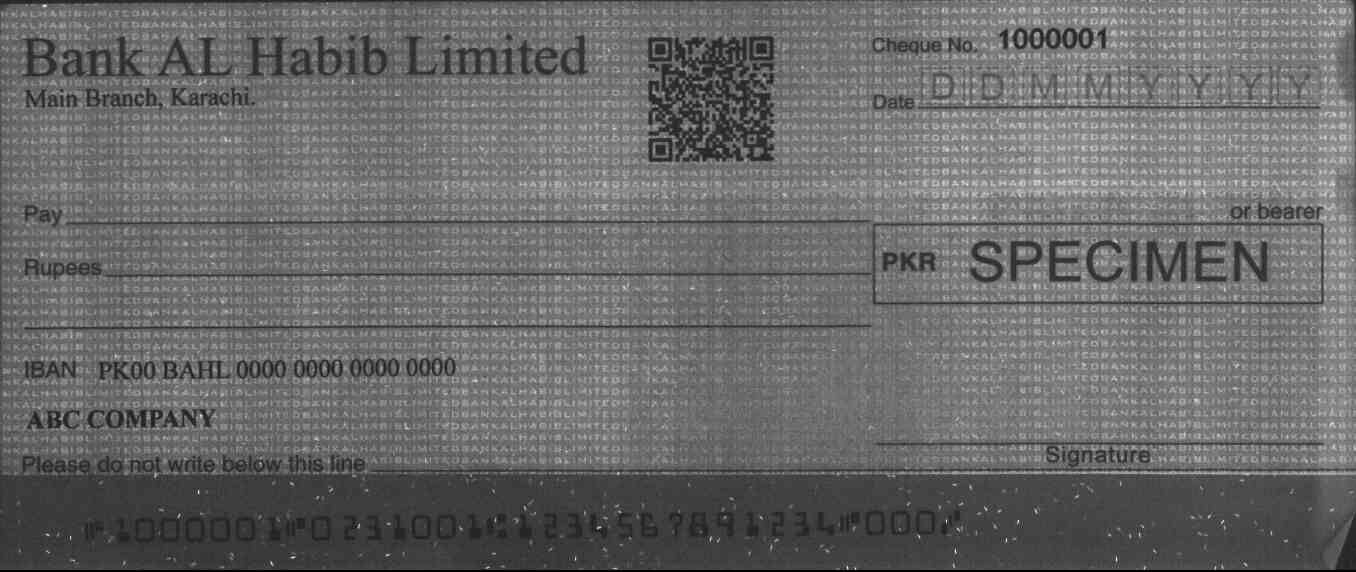 Bank AL Habib Limited
Main Branch, Karachi.
Cheque No. 1000001
Date D D M M Y Y Y Y
Pay
or bearer
Rupees
PKR SPECIMEN
IBAN PK00 BAHL 0000 0000 0000 0000
ABC COMPANY
Signature
Please do not write below this line
⑈1000001⑈0231001⑆1234567891234⑈000⑈